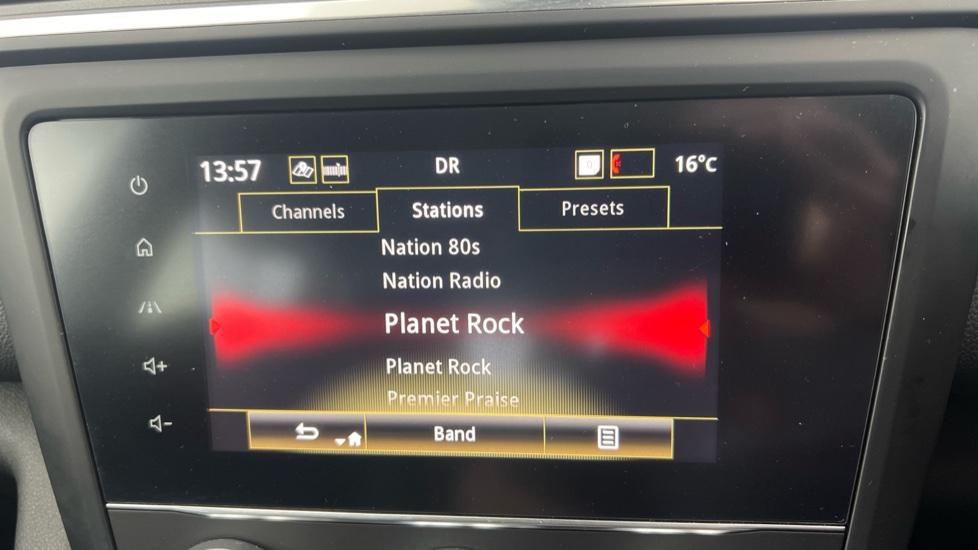 13:57 DR 16°C
Channels Stations Presets
Nation 80s
Nation Radio
Planet Rock
Planet Rock
Premier Praise
Band